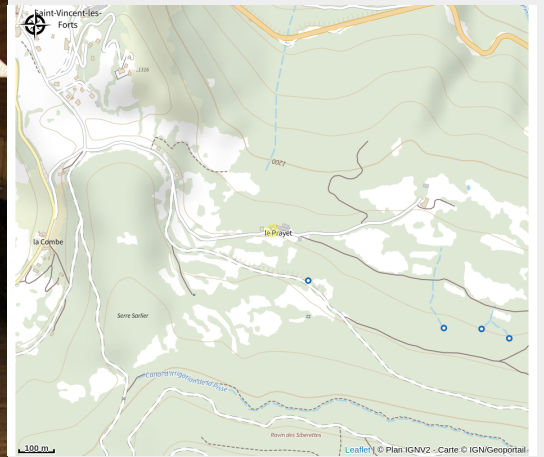 Saint-Vincent-les-
Forts
1200
le Prayet
la Combe
Serre Sarlier
Canal d'Irrigation de la Pisse
Ravin des Siberettes
100 m
Leaflet | © Plan IGNV2 - Carte © IGN/Geoportail